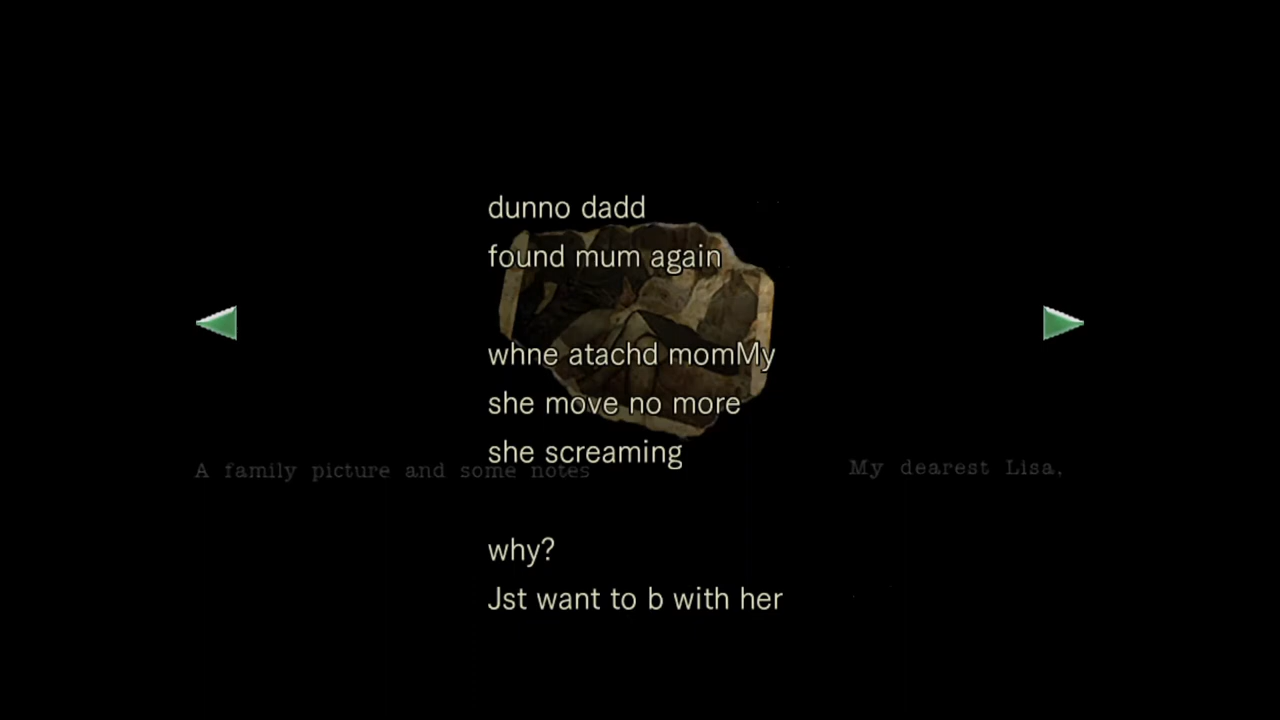 dunno dadd
found mum again
whne atachd momMy
she move no more
she screaming
A family picture and some notes
My dearest Lisa,
why?
Jst want to b with her